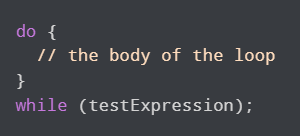 do {
  // the body of the loop
}
while (testExpression);